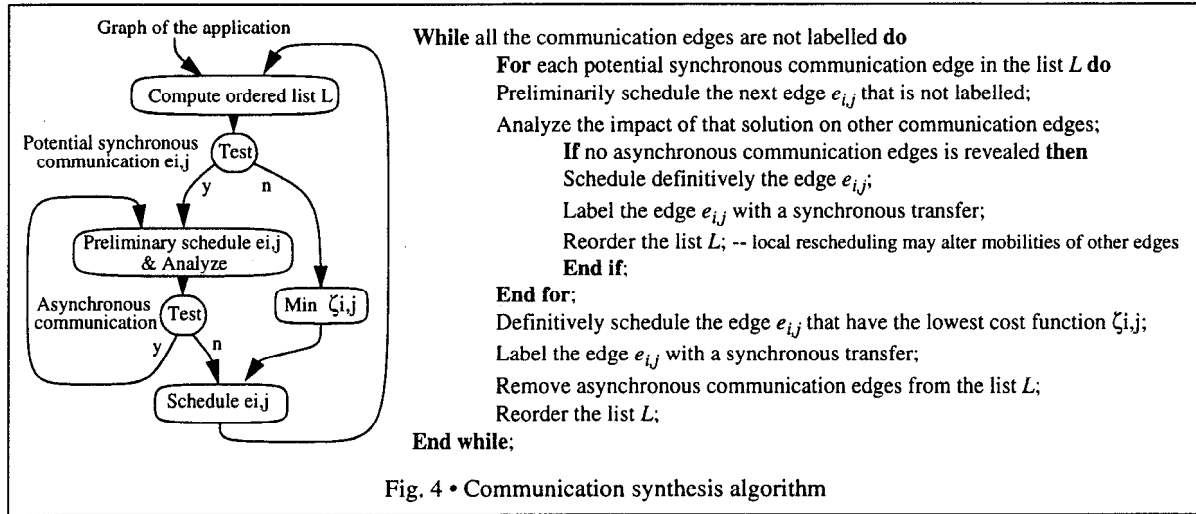 Graph of the application
Compute ordered list L
Potential synchronous
communication ei,j
Test
y
n
Preliminary schedule ei,j
& Analyze
Asynchronous
communication
Test
y
n
Min ζi,j
Schedule ei,j
While all the communication edges are not labelled do
For each potential synchronous communication edge in the list L do
Preliminarily schedule the next edge ei,j that is not labelled;
Analyze the impact of that solution on other communication edges;
If no asynchronous communication edges is revealed then
Schedule definitively the edge ei,j;
Label the edge ei,j with a synchronous transfer;
Reorder the list L; -- local rescheduling may alter mobilities of other edges
End if;
End for;
Definitively schedule the edge ei,j that have the lowest cost function ζi,j;
Label the edge ei,j with a synchronous transfer;
Remove asynchronous communication edges from the list L;
Reorder the list L;
End while;
Fig. 4 • Communication synthesis algorithm